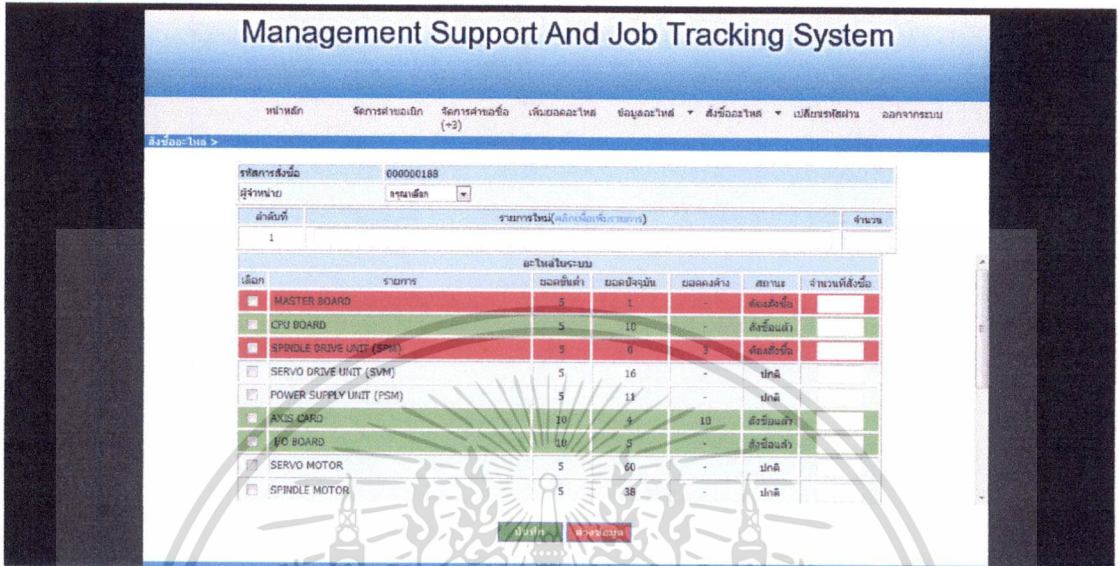 Management Support And Job Tracking System
หน้าหลัก จัดการคำขอเบิก จัดการคำขอซื้อ (+3) เพิ่มยอดอะไหล่ ข้อมูลอะไหล่ สั่งซื้ออะไหล่ เปลี่ยนรหัสผ่าน ออกจากระบบ
สั่งซื้ออะไหล่ >
รหัสการสั่งซื้อ 000000188
ผู้จำหน่าย กรุณาเลือก
ลำดับที่ รายการใหม่(คลิกเพื่อเพิ่มรายการ) จำนวน
1
อะไหล่ในระบบ
เลือก รายการ ยอดขั้นต่ำ ยอดปัจจุบัน ยอดคงค้าง สถานะ จำนวนที่สั่งซื้อ
MASTER BOARD 5 1 - ต้องสั่งซื้อ
CPU BOARD 5 10 - สั่งซื้อแล้ว
SPINDLE DRIVE UNIT (SPM) 5 0 3 ต้องสั่งซื้อ
SERVO DRIVE UNIT (SVM) 5 16 - ปกติ
POWER SUPPLY UNIT (PSM) 5 11 - ปกติ
AXIS CARD 10 4 10 สั่งซื้อแล้ว
I/O BOARD 10 5 - สั่งซื้อแล้ว
SERVO MOTOR 5 60 - ปกติ
SPINDLE MOTOR 5 38 - ปกติ
บันทึก ล้างข้อมูล